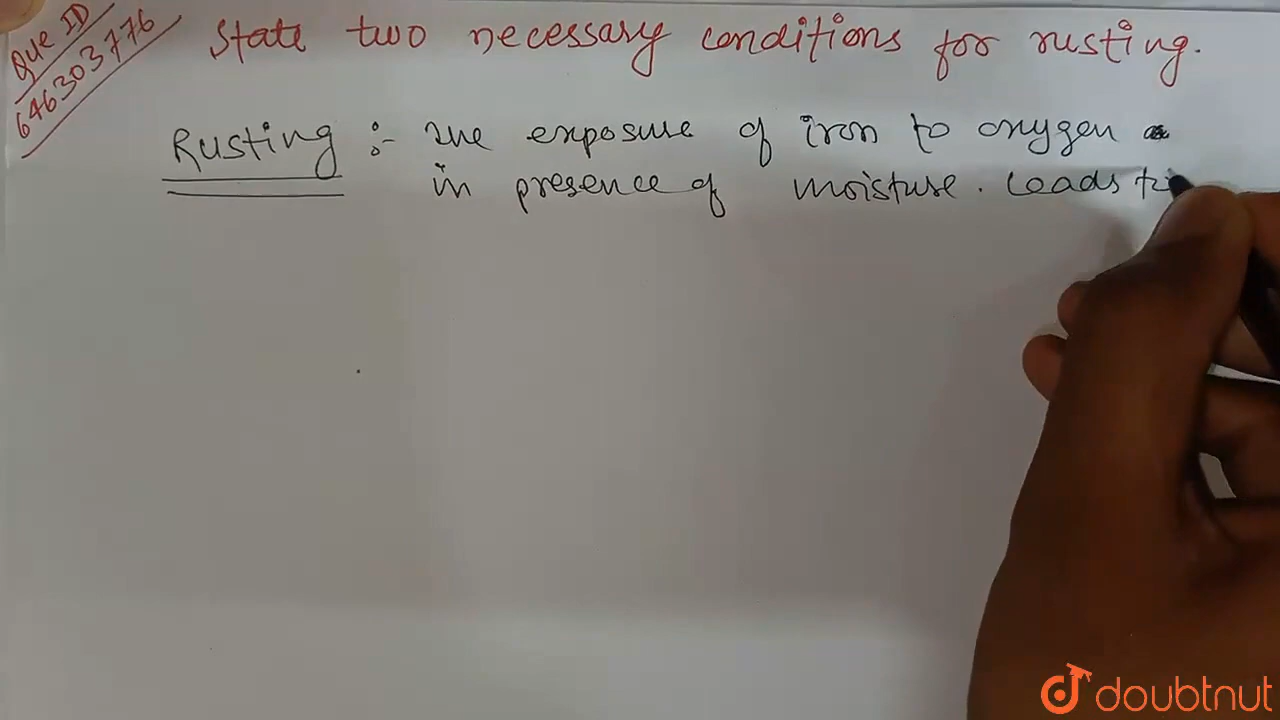 Que ID
646303776
State two necessary conditions for rusting.
Rusting :- the exposure of iron to oxygen
in presence of moisture. Leads to
doubtnut